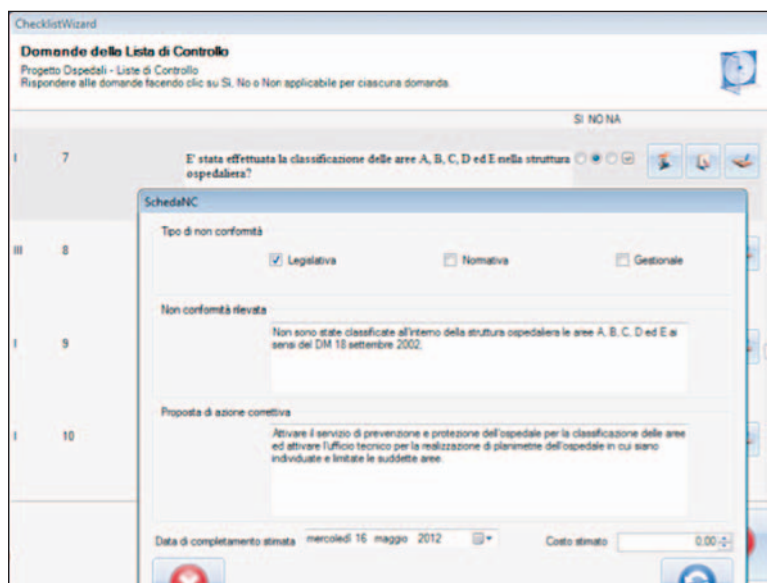 ChecklistWizard
Domande della Lista di Controllo
Progetto Ospedali - Liste di Controllo
Rispondere alle domande facendo clic su Sì, No o Non applicabile per ciascuna domanda.
SI NO NA
I 7 E' stata effettuata la classificazione delle aree A, B, C, D ed E nella struttura
ospedaliera?
SchedaNC
Tipo di non conformità
Legislativa Normativa Gestionale
III 8
Non conformità rilevata
Non sono state classificate all'interno della struttura ospedaliera le aree A, B, C, D ed E ai
sensi del DM 18 settembre 2002.
I 9
Proposta di azione correttiva
Attivare il servizio di prevenzione e protezione dell'ospedale per la classificazione delle aree
I 10
ed attivare l'ufficio tecnico per la realizzazione di planimetrie dell'ospedale in cui siano
individuate e limitate le suddette aree.
Data di completamento stimata mercoledì 16 maggio 2012 Costo stimato 0.00